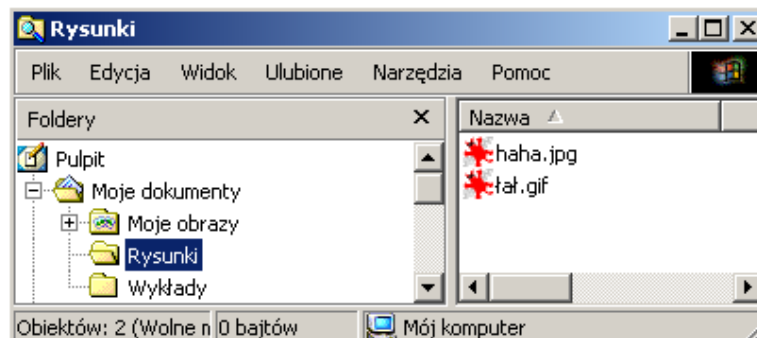 Rysunki
Plik Edycja Widok Ulubione Narzędzia Pomoc
Foldery
Nazwa
Pulpit
Moje dokumenty
Moje obrazy
Rysunki
Wykłady
haha.jpg
łał.gif
Obiektów: 2 (Wolne 0 bajtów Mój komputer